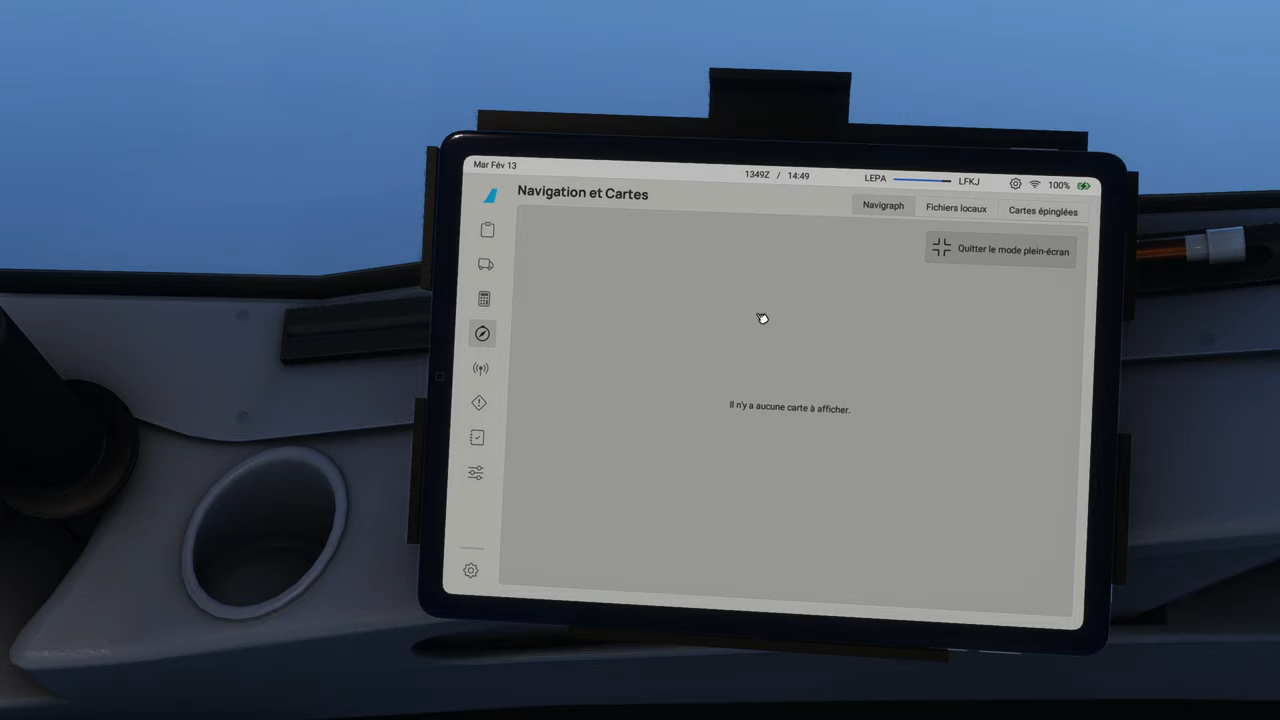 Mar Fév 13
1349Z / 14:49
LEPA
LFKJ
100%
Navigation et Cartes
Navigraph
Fichiers locaux
Cartes épinglées
Quitter le mode plein-écran
Il n'y a aucune carte à afficher.